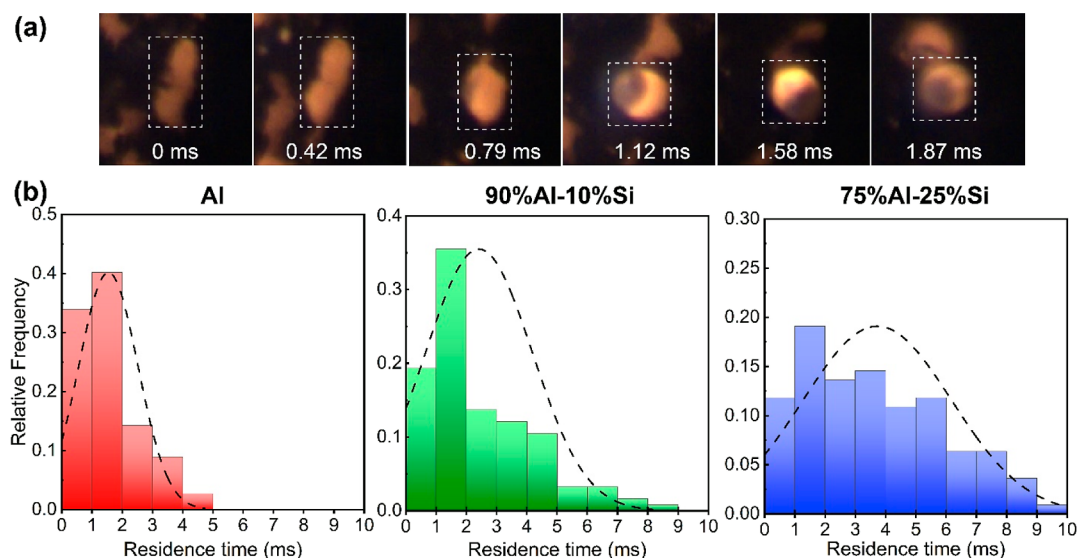 (a)
0 ms 0.42 ms 0.79 ms 1.12 ms 1.58 ms 1.87 ms
(b) Al 90%Al-10%Si 75%Al-25%Si
Relative Frequency
0.5
0.4
0.3
0.2
0.1
0.0
0 1 2 3 4 5 6 7 8 9 10
Residence time (ms)
0.4
0.3
0.2
0.1
0.0
0 1 2 3 4 5 6 7 8 9 10
Residence time (ms)
0.30
0.25
0.20
0.15
0.10
0.05
0.00
0 1 2 3 4 5 6 7 8 9 10
Residence time (ms)